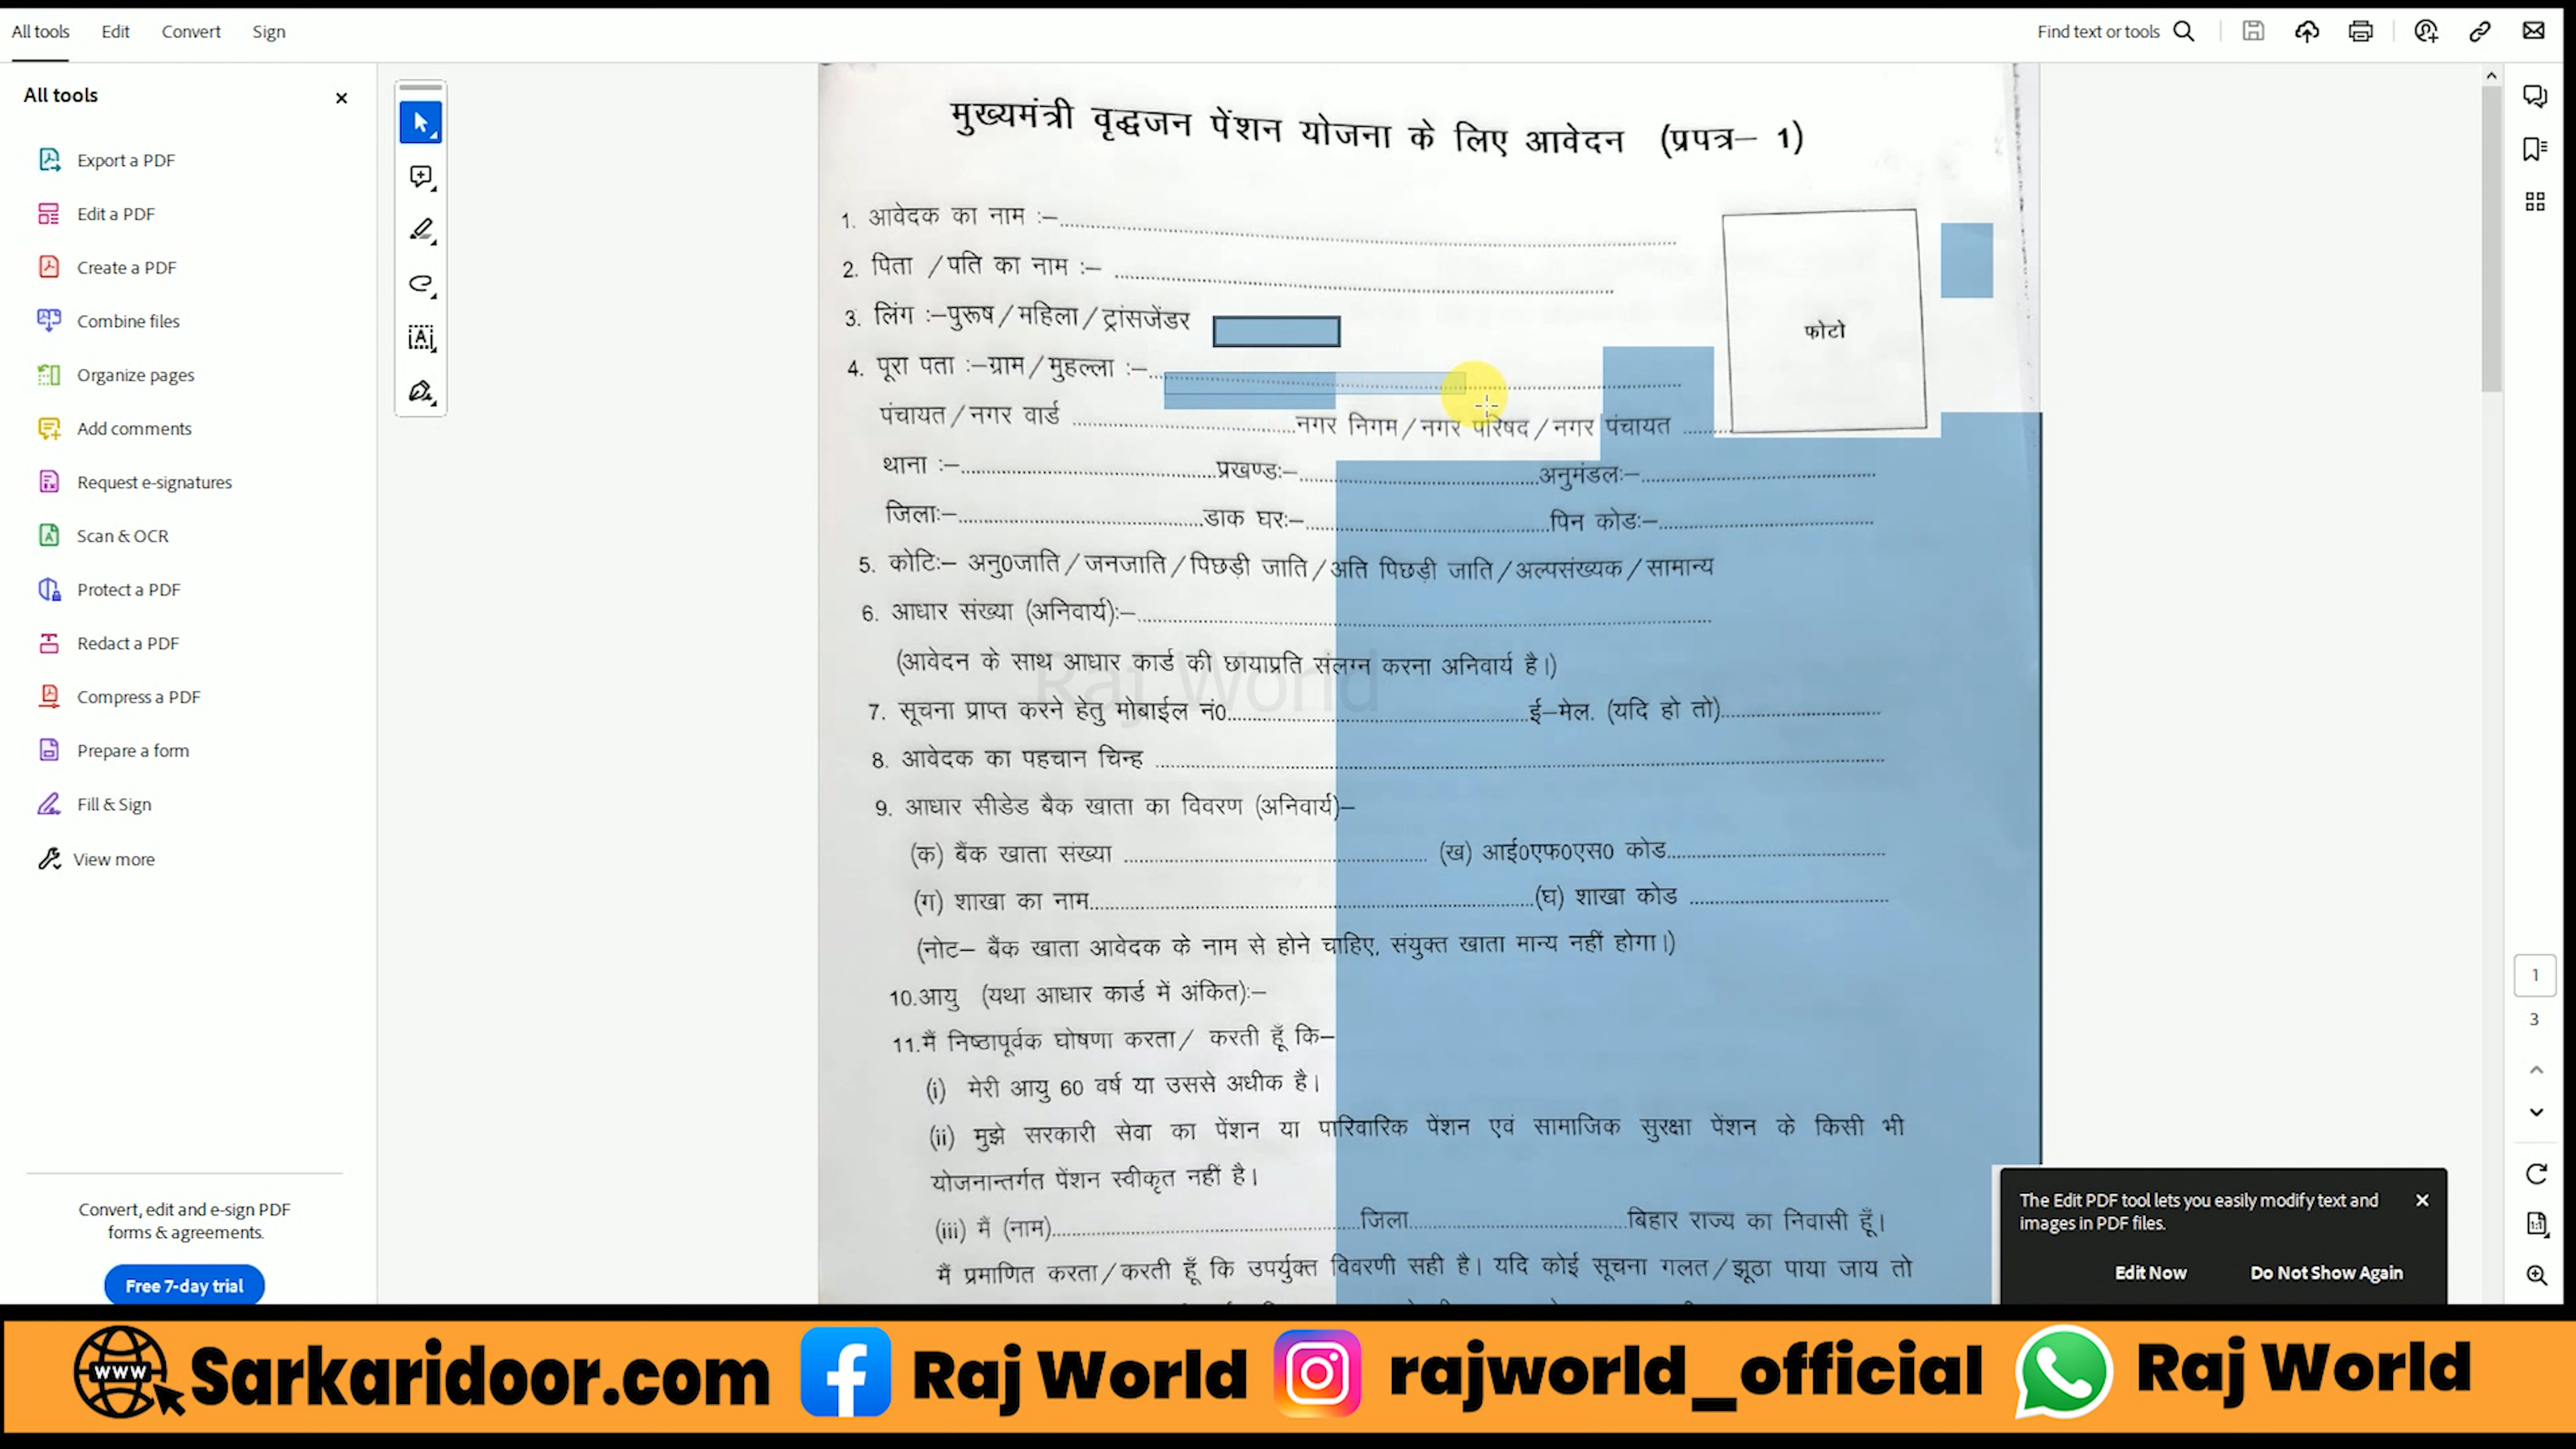 All tools Edit Convert Sign Find text or tools
All tools
Export a PDF
Edit a PDF
Create a PDF
Combine files
Organize pages
Add comments
Request e-signatures
Scan & OCR
Protect a PDF
Redact a PDF
Compress a PDF
Prepare a form
Fill & Sign
View more
Convert, edit and e-sign PDF
forms & agreements.
Free 7-day trial
मुख्यमंत्री वृद्धजन पेंशन योजना के लिए आवेदन (प्रपत्र– 1)
1. आवेदक का नाम :–
2. पिता /पति का नाम :–
3. लिंग :–पुरूष/महिला/ट्रांसजेंडर
फोटो
4. पूरा पता :–ग्राम/मुहल्ला :–
पंचायत/नगर वार्ड ........ नगर निगम/नगर परिषद/नगर पंचायत ......
थाना :–........ प्रखण्डः–........ अनुमंडलः–........
जिलाः–........ डाक घरः–........ पिन कोडः–........
5. कोटिः– अनु0जाति/जनजाति/पिछड़ी जाति/अति पिछड़ी जाति/अल्पसंख्यक/सामान्य
6. आधार संख्या (अनिवार्य):–........
(आवेदन के साथ आधार कार्ड की छायाप्रति संलग्न करना अनिवार्य है।)
Raj World
7. सूचना प्राप्त करने हेतु मोबाईल नं0........ ई–मेल. (यदि हो तो)........
8. आवेदक का पहचान चिन्ह ........
9. आधार सीडेड बैक खाता का विवरण (अनिवार्य)–
(क) बैंक खाता संख्या ........ (ख) आई0एफ0एस0 कोड........
(ग) शाखा का नाम........ (घ) शाखा कोड ........
(नोट– बैंक खाता आवेदक के नाम से होने चाहिए, संयुक्त खाता मान्य नहीं होगा।)
10.आयु (यथा आधार कार्ड में अंकित):–
11.मैं निष्ठापूर्वक घोषणा करता/ करती हूँ कि–
(i) मेरी आयु 60 वर्ष या उससे अधीक है।
(ii) मुझे सरकारी सेवा का पेंशन या पारिवारिक पेंशन एवं सामाजिक सुरक्षा पेंशन के किसी भी
योजनान्तर्गत पेंशन स्वीकृत नहीं है।
(iii) मैं (नाम)........ जिला........ बिहार राज्य का निवासी हूँ।
मैं प्रमाणित करता/करती हूँ कि उपर्युक्त विवरणी सही है। यदि कोई सूचना गलत/झूठा पाया जाय तो
1
3
The Edit PDF tool lets you easily modify text and
images in PDF files.
Edit Now Do Not Show Again
www Sarkaridoor.com Raj World rajworld_official Raj World